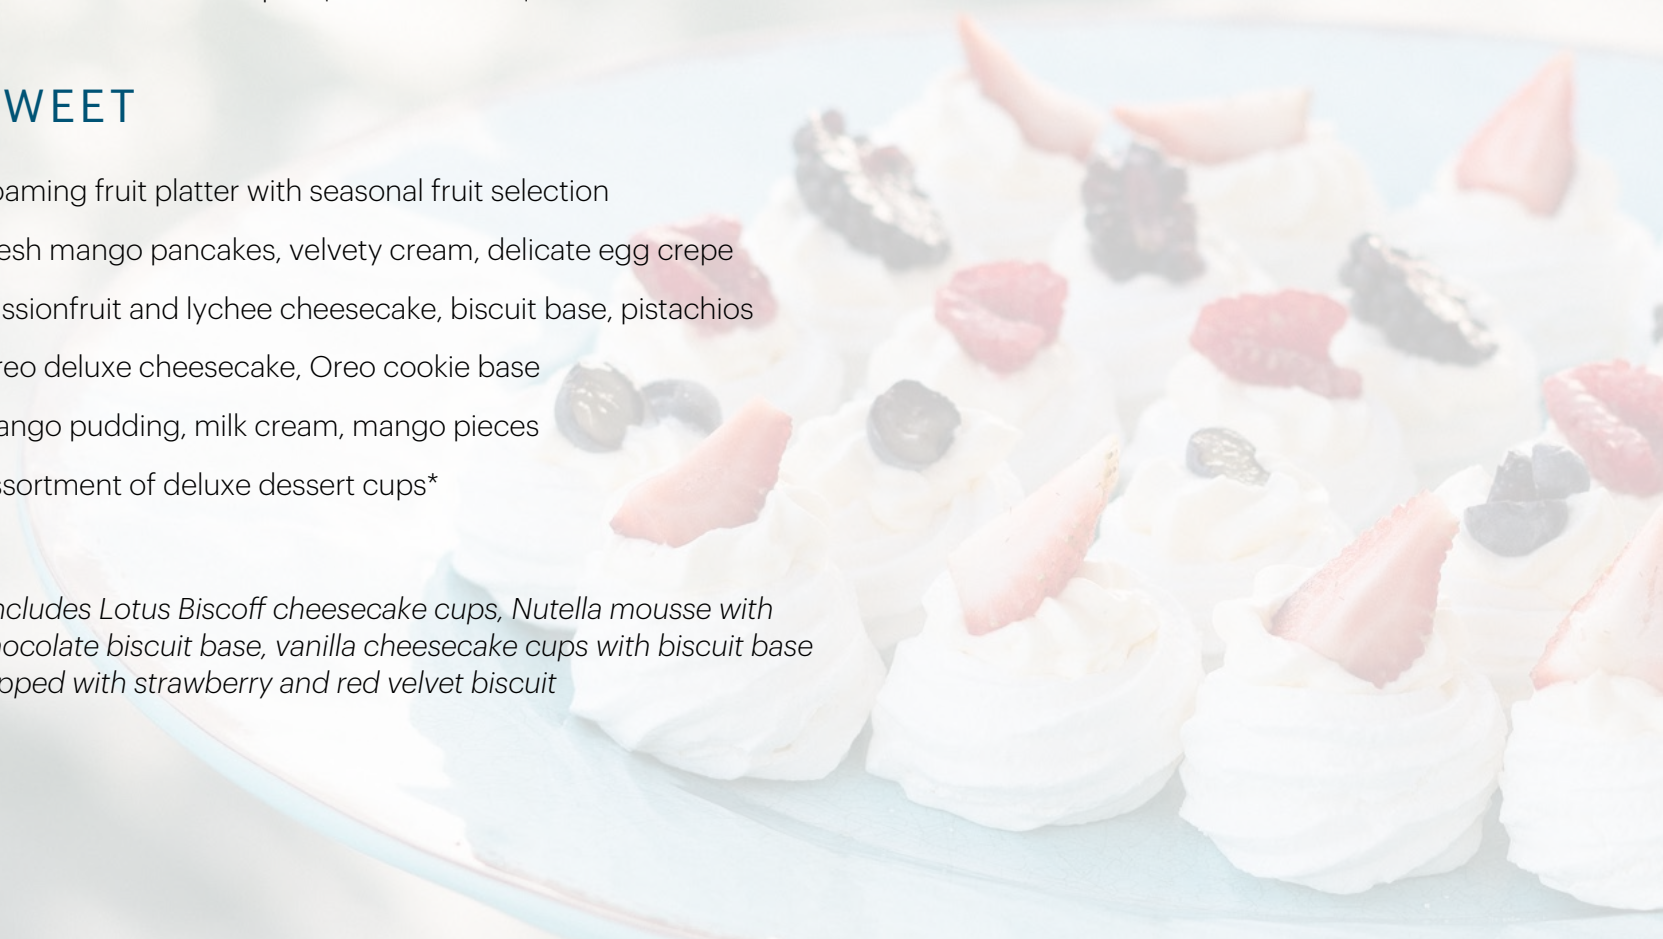 WEET
oaming fruit platter with seasonal fruit selection
esh mango pancakes, velvety cream, delicate egg crepe
ssionfruit and lychee cheesecake, biscuit base, pistachios
reo deluxe cheesecake, Oreo cookie base
ango pudding, milk cream, mango pieces
ssortment of deluxe dessert cups*
ncludes Lotus Biscoff cheesecake cups, Nutella mousse with
hocolate biscuit base, vanilla cheesecake cups with biscuit base
pped with strawberry and red velvet biscuit